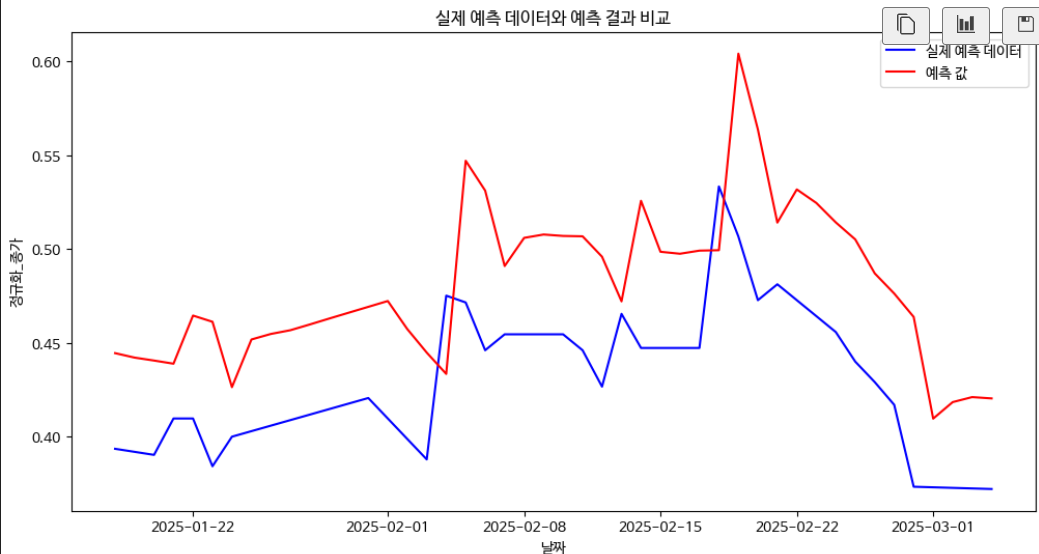 실제 예측 데이터와 예측 결과 비교
실제 예측 데이터
예측 값
0.60
0.55
0.50
0.45
0.40
정규화_종가
2025-01-22
2025-02-01
2025-02-08
2025-02-15
2025-02-22
2025-03-01
날짜